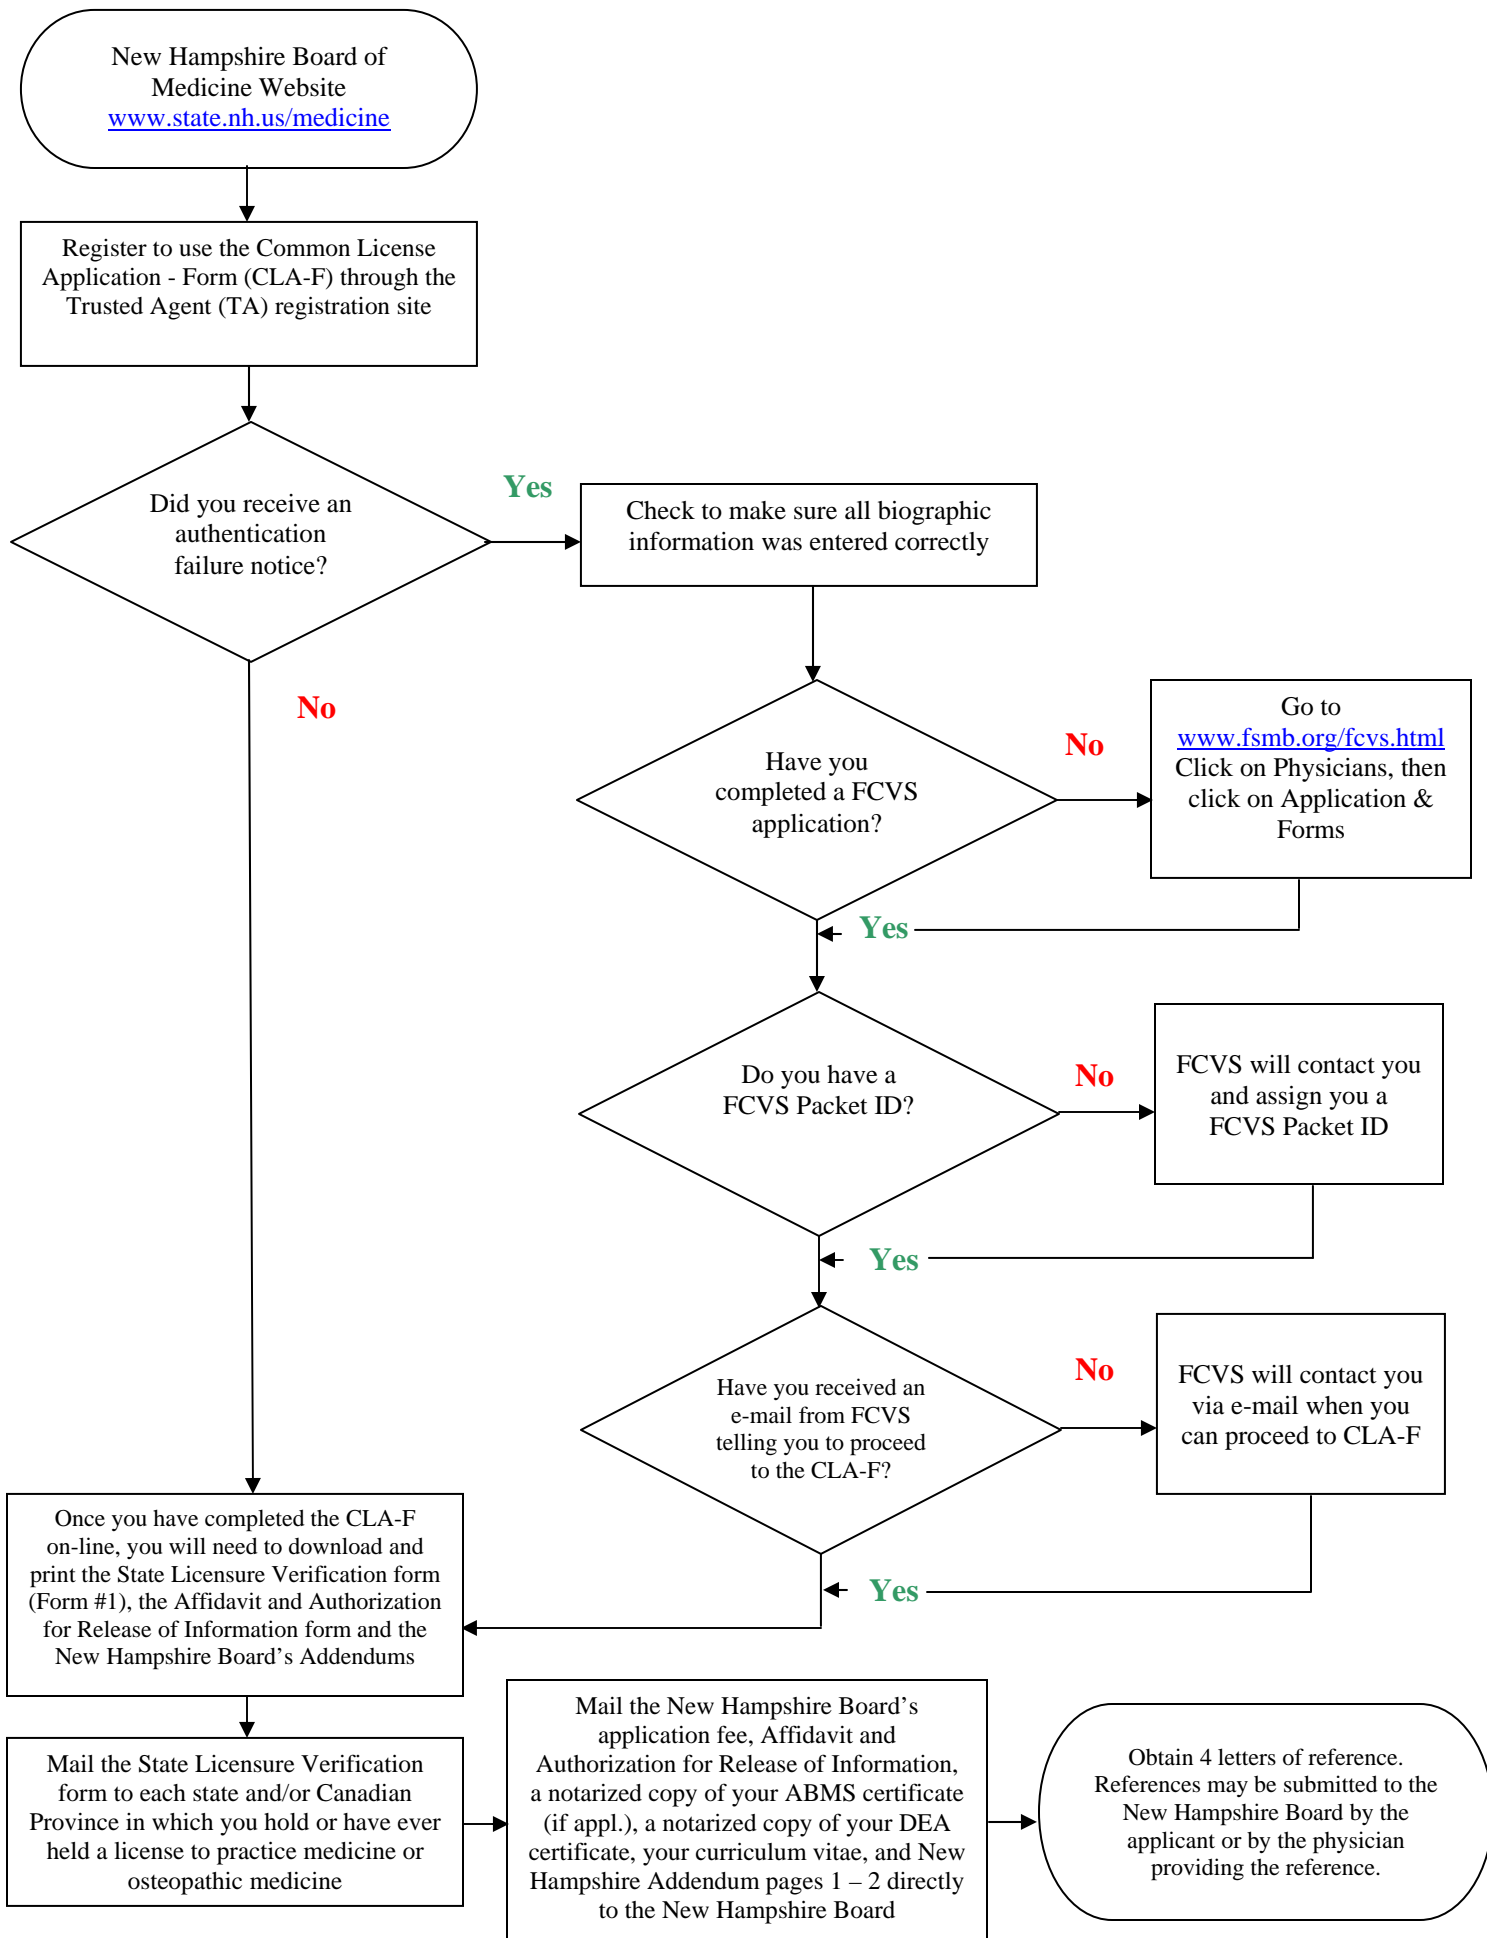 New Hampshire Board of
Medicine Website
www.state.nh.us/medicine
Register to use the Common License
Application - Form (CLA-F) through the
Trusted Agent (TA) registration site
Did you receive an
authentication
failure notice?
Yes
Check to make sure all biographic
information was entered correctly
No
Have you
completed a FCVS
application?
No
Go to
www.fsmb.org/fcvs.html
Click on Physicians, then
click on Application &
Forms
Yes
Do you have a
FCVS Packet ID?
No
FCVS will contact you
and assign you a
FCVS Packet ID
Yes
Have you received an
e-mail from FCVS
telling you to proceed
to the CLA-F?
No
FCVS will contact you
via e-mail when you
can proceed to CLA-F
Yes
Once you have completed the CLA-F
on-line, you will need to download and
print the State Licensure Verification form
(Form #1), the Affidavit and Authorization
for Release of Information form and the
New Hampshire Board's Addendums
Mail the State Licensure Verification
form to each state and/or Canadian
Province in which you hold or have ever
held a license to practice medicine or
osteopathic medicine
Mail the New Hampshire Board's
application fee, Affidavit and
Authorization for Release of Information,
a notarized copy of your ABMS certificate
(if appl.), a notarized copy of your DEA
certificate, your curriculum vitae, and New
Hampshire Addendum pages 1 – 2 directly
to the New Hampshire Board
Obtain 4 letters of reference.
References may be submitted to the
New Hampshire Board by the
applicant or by the physician
providing the reference.